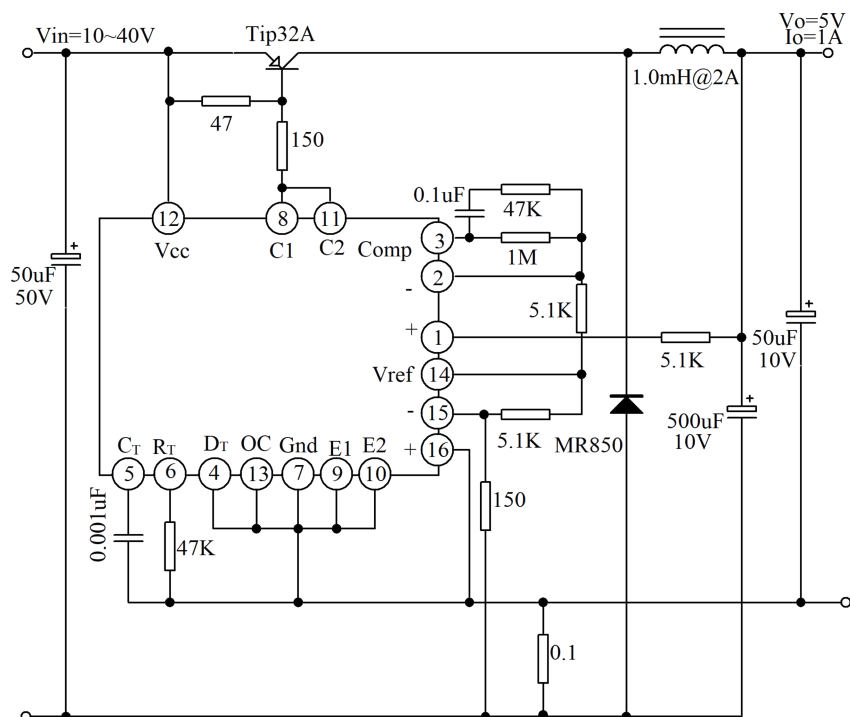 Vin=10~40V
Tip32A
Vo=5V
Io=1A
1.0mH@2A
47
150
0.1uF
47K
12
8
11
3
Vcc
C1
C2
Comp
1M
2
-
50uF
50V
5.1K
+
1
5.1K
50uF
10V
Vref
14
-
15
5.1K
MR850
500uF
10V
+
16
CT
RT
DT
OC
Gnd
E1
E2
5
6
4
13
7
9
10
0.001uF
47K
150
0.1
+
+
+